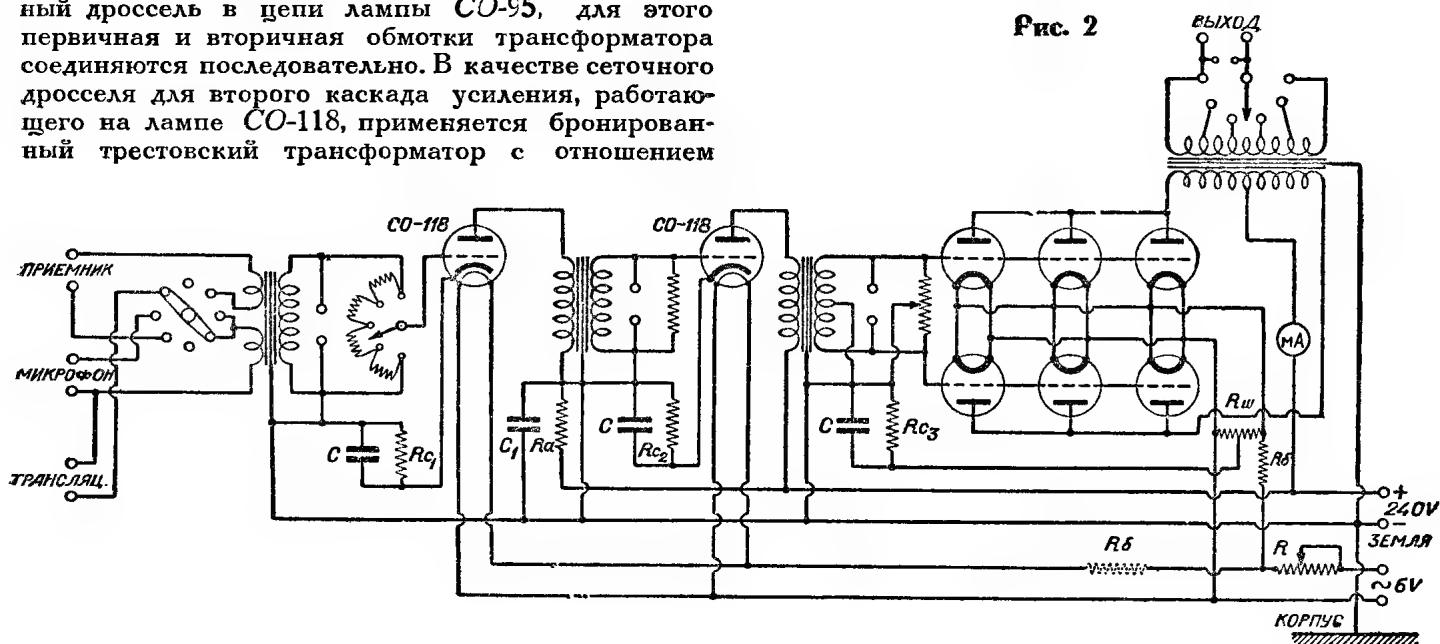 ный дроссель в цепи лампы СО-95, для этого
первичная и вторичная обмотки трансформатора
соединяются последовательно. В качестве сеточного
дросселя для второго каскада усиления, работаю-
щего на лампе СО-118, применяется бронирован-
ный трестовский трансформатор с отношением
Рис. 2
ВЫХОД
СО-118
СО-118
ПРИЕМНИК
МИКРОФОН
ТРАНСЛЯЦ.
mA
C
Rc1
C1
Ra
C
Rc2
C
Rc3
Rш
Rб
+
240V
-
ЗЕМЛЯ
Rб
R
~6V
КОРПУС